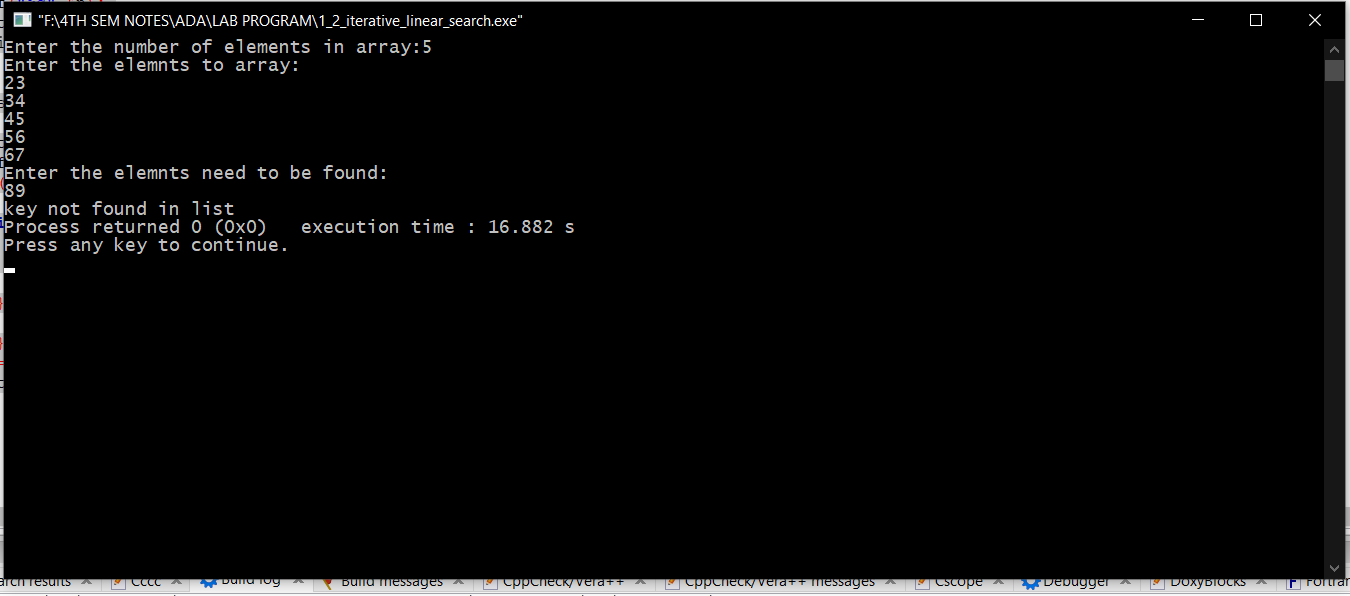 "F:\4TH SEM NOTES\ADA\LAB PROGRAM\1_2_iterative_linear_search.exe"
Enter the number of elements in array:5
Enter the elemnts to array:
23
34
45
56
67
Enter the elemnts need to be found:
89
key not found in list
Process returned 0 (0x0)   execution time : 16.882 s
Press any key to continue.
results Cccc Build log Build messages CppCheck/Vera++ CppCheck/Vera++ messages Cscope Debugger DoxyBlocks